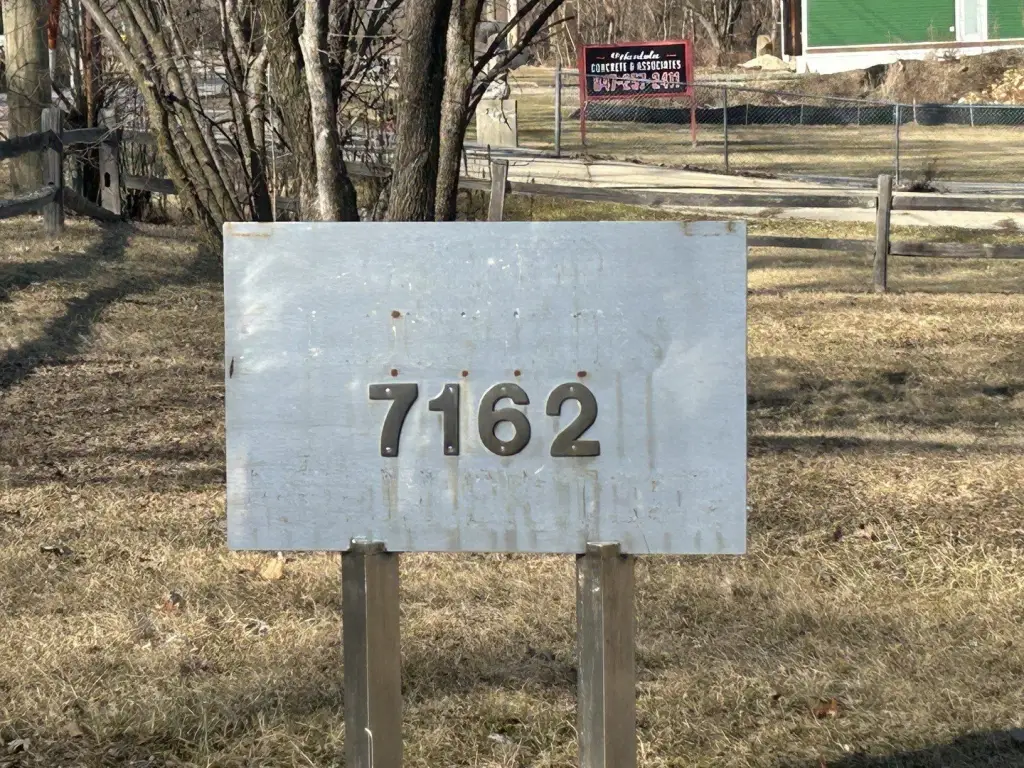 CONCRETE & ASSOCIATES
7162